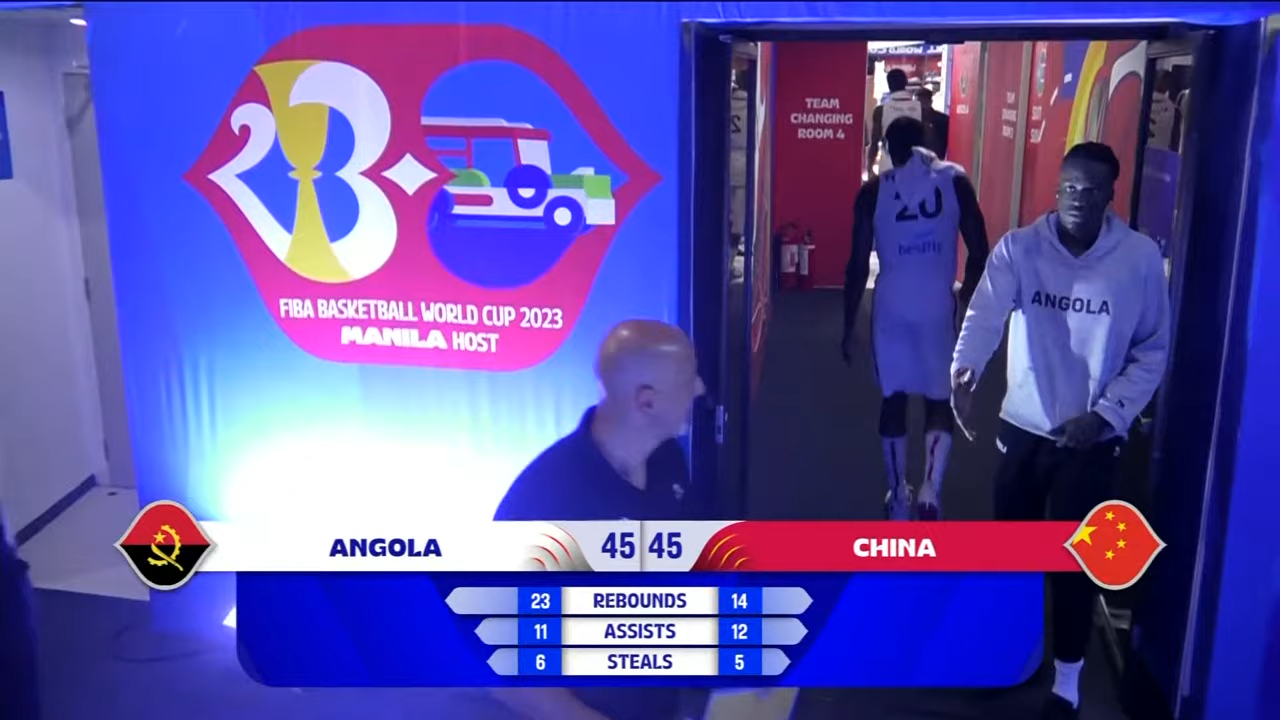 23
FIBA BASKETBALL WORLD CUP 2023
MANILA HOST
TEAM
CHANGING
ROOM 4
20
ANGOLA
ANGOLA 45 45 CHINA
23 REBOUNDS 14
11 ASSISTS 12
6 STEALS 5